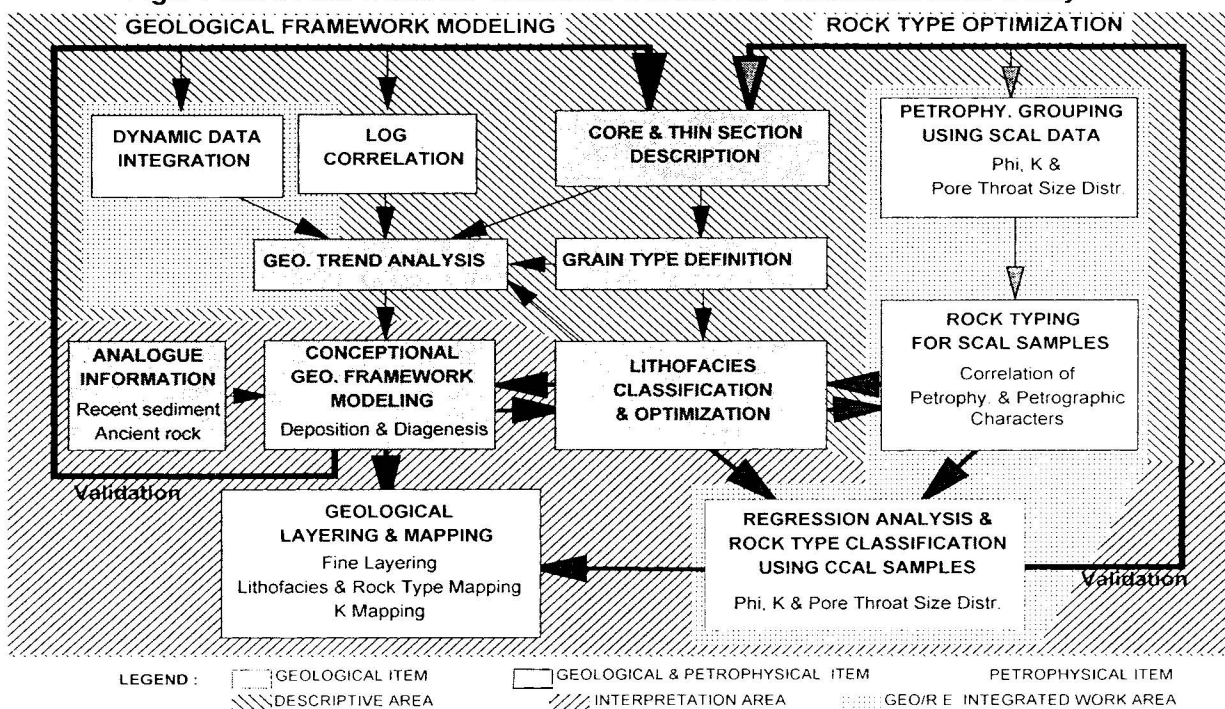 GEOLOGICAL FRAMEWORK MODELING
ROCK TYPE OPTIMIZATION
DYNAMIC DATA
INTEGRATION
LOG
CORRELATION
CORE & THIN SECTION
DESCRIPTION
PETROPHY. GROUPING
USING SCAL DATA
Phi, K &
Pore Throat Size Distr.
GEO. TREND ANALYSIS
GRAIN TYPE DEFINITION
ANALOGUE
INFORMATION
Recent sediment
Ancient rock
CONCEPTIONAL
GEO. FRAMEWORK
MODELING
Deposition & Diagenesis
LITHOFACIES
CLASSIFICATION
& OPTIMIZATION
ROCK TYPING
FOR SCAL SAMPLES
Correlation of
Petrophy. & Petrographic
Characters
Validation
GEOLOGICAL
LAYERING & MAPPING
Fine Layering
Lithofacies & Rock Type Mapping
K Mapping
REGRESSION ANALYSIS &
ROCK TYPE CLASSIFICATION
USING CCAL SAMPLES
Phi, K & Pore Throat Size Distr.
Validation
LEGEND : GEOLOGICAL ITEM GEOLOGICAL & PETROPHYSICAL ITEM PETROPHYSICAL ITEM
DESCRIPTIVE AREA INTERPRETATION AREA GEO/R E INTEGRATED WORK AREA